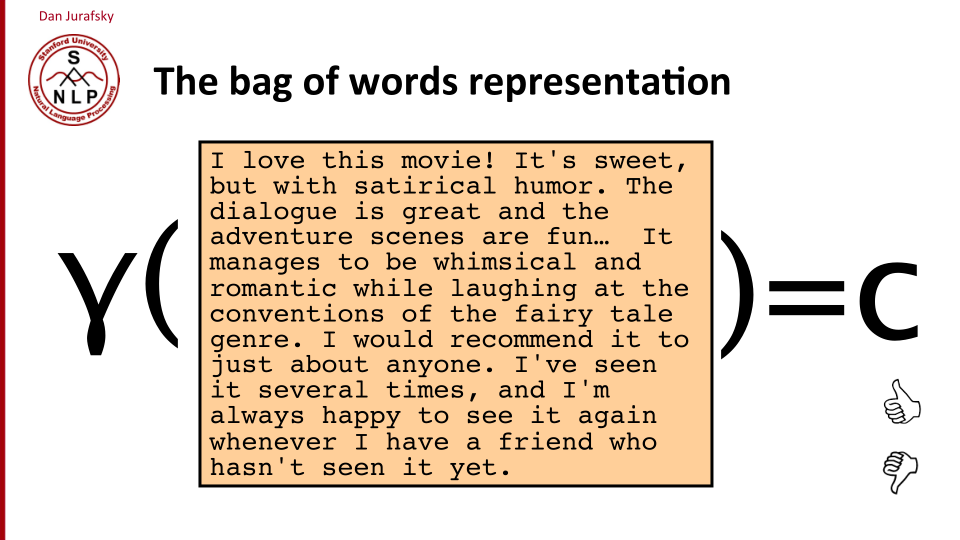 Dan Jurafsky
Stanford University
S
NLP
Natural Language Processing
The bag of words representation
I love this movie! It's sweet,
but with satirical humor. The
dialogue is great and the
adventure scenes are fun…  It
manages to be whimsical and
romantic while laughing at the
conventions of the fairy tale
genre. I would recommend it to
just about anyone. I've seen
it several times, and I'm
always happy to see it again
whenever I have a friend who
hasn't seen it yet.
γ( )=c